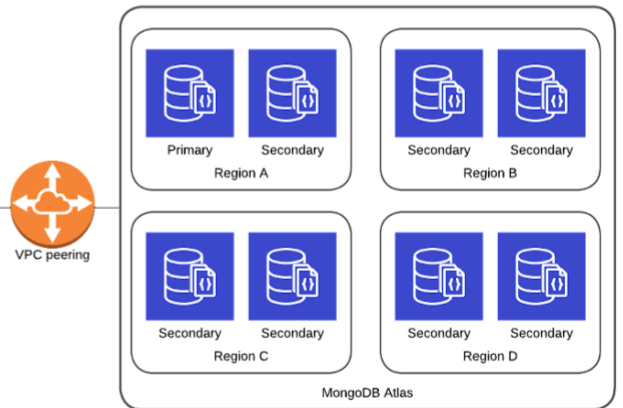 Primary
Secondary
Region A
Secondary
Secondary
Region B
VPC peering
Secondary
Secondary
Region C
Secondary
Secondary
Region D
MongoDB Atlas